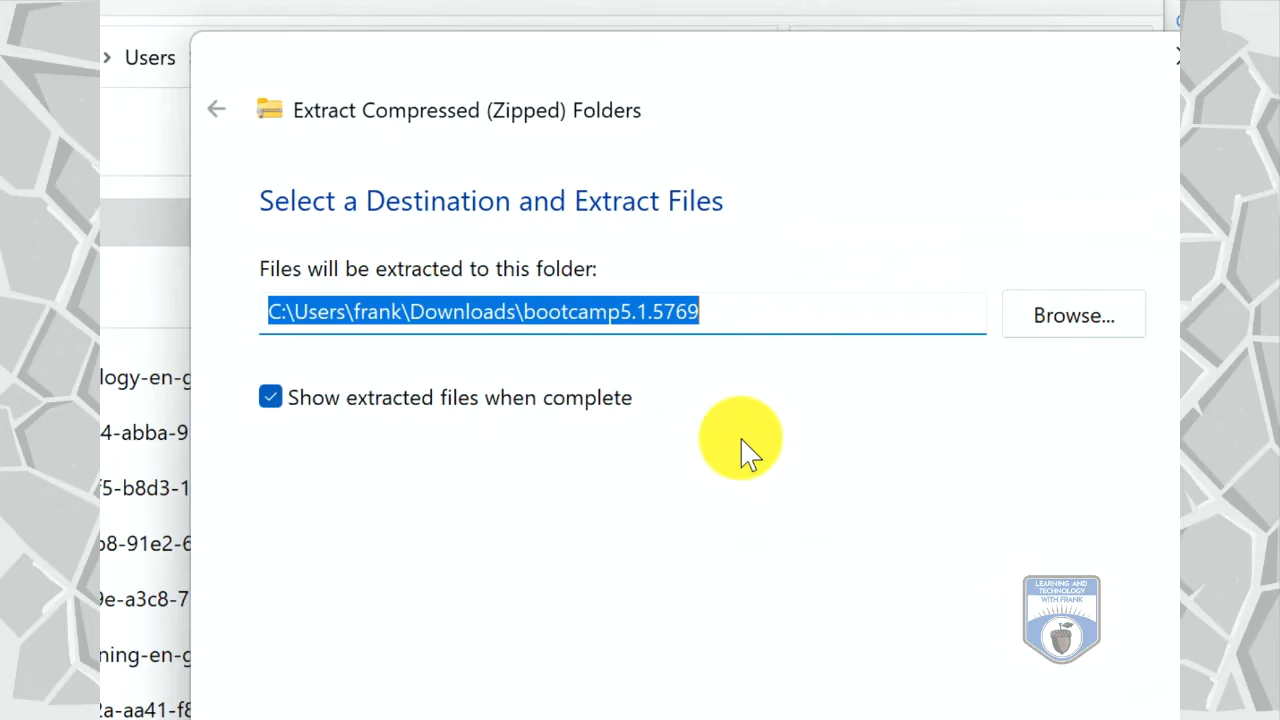 Users
Extract Compressed (Zipped) Folders
Select a Destination and Extract Files
Files will be extracted to this folder:
C:\Users\frank\Downloads\bootcamp5.1.5769
Browse...
Show extracted files when complete
logy-en-g
4-abba-9
f5-b8d3-1
b8-91e2-6
9e-a3c8-7
ning-en-g
2a-aa41-f8
LEARNING AND
TECHNOLOGY
WITH FRANK